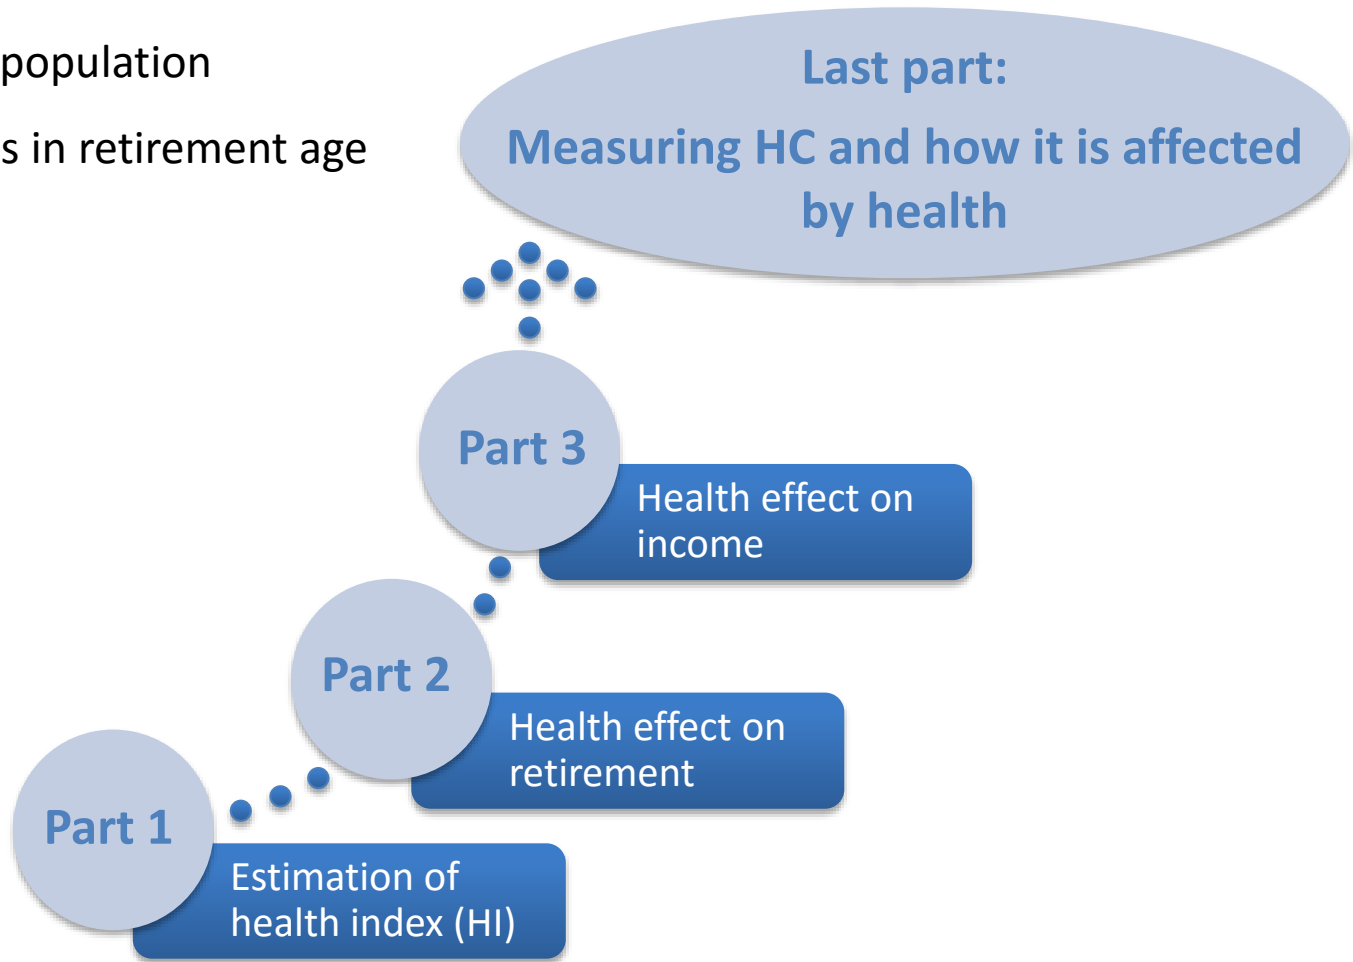 population
s in retirement age
Last part:
Measuring HC and how it is affected
by health
Part 3
Health effect on
income
Part 2
Health effect on
retirement
Part 1
Estimation of
health index (HI)